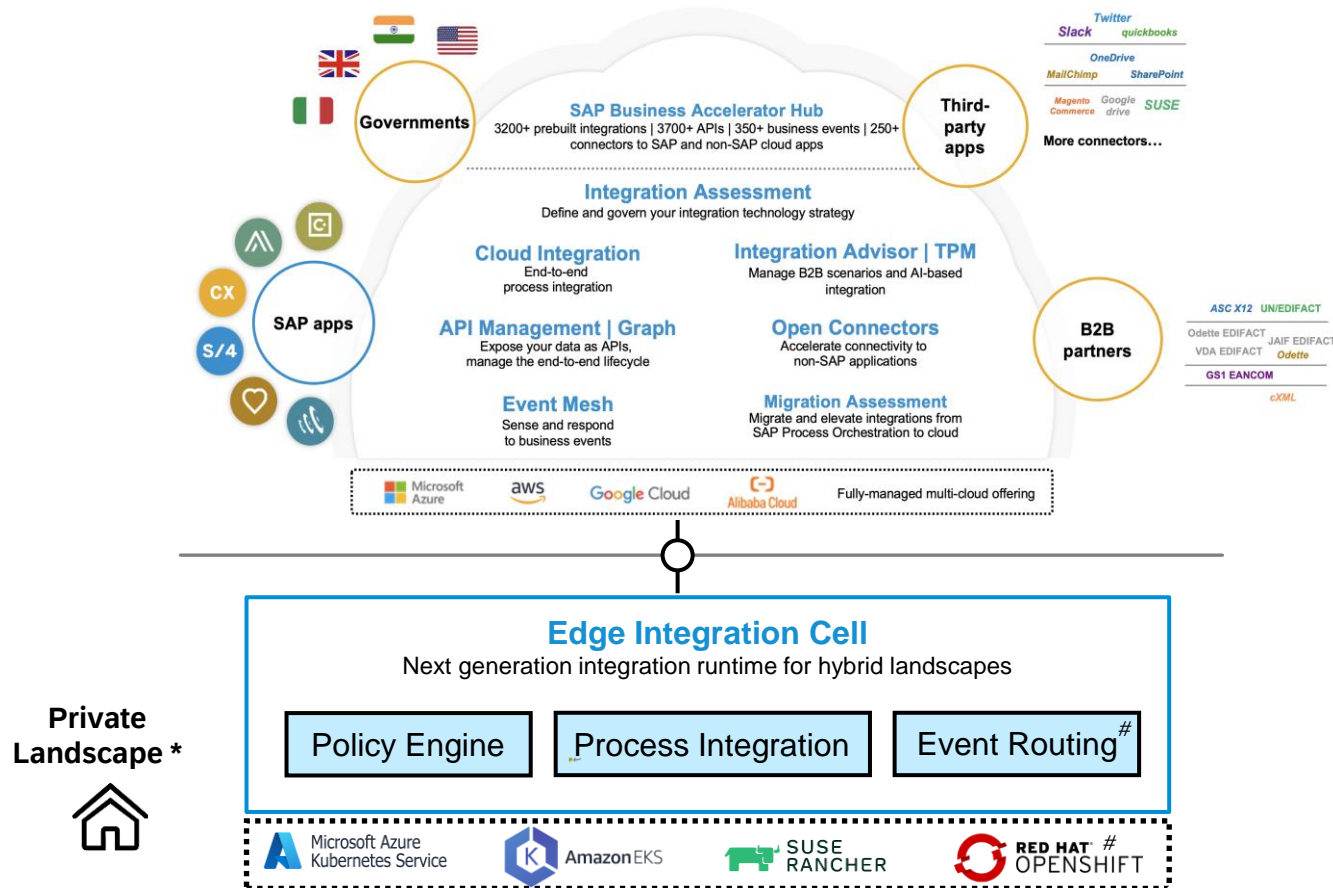 Twitter
Slack
quickbooks
OneDrive
MailChimp
SharePoint
Magento
Commerce
Google
drive
SUSE
More connectors...
Governments
SAP Business Accelerator Hub
3200+ prebuilt integrations | 3700+ APIs | 350+ business events | 250+
connectors to SAP and non-SAP cloud apps
Third-
party
apps
Integration Assessment
Define and govern your integration technology strategy
C·
CX
S/4
SAP apps
Cloud Integration
End-to-end
process integration
Integration Advisor | TPM
Manage B2B scenarios and AI-based
integration
API Management | Graph
Expose your data as APIs,
manage the end-to-end lifecycle
Open Connectors
Accelerate connectivity to
non-SAP applications
Event Mesh
Sense and respond
to business events
Migration Assessment
Migrate and elevate integrations from
SAP Process Orchestration to cloud
B2B
partners
ASC X12 UN/EDIFACT
Odette EDIFACT
JAIF EDIFACT
VDA EDIFACT
Odette
GS1 EANCOM
cXML
Microsoft
Azure
aws
Google Cloud
Alibaba Cloud
Fully-managed multi-cloud offering
Edge Integration Cell
Next generation integration runtime for hybrid landscapes
Private
Landscape *
Policy Engine
Process Integration
Event Routing#
Microsoft Azure
Kubernetes Service
K
Amazon EKS
SUSE
RANCHER
RED HAT #
OPENSHIFT